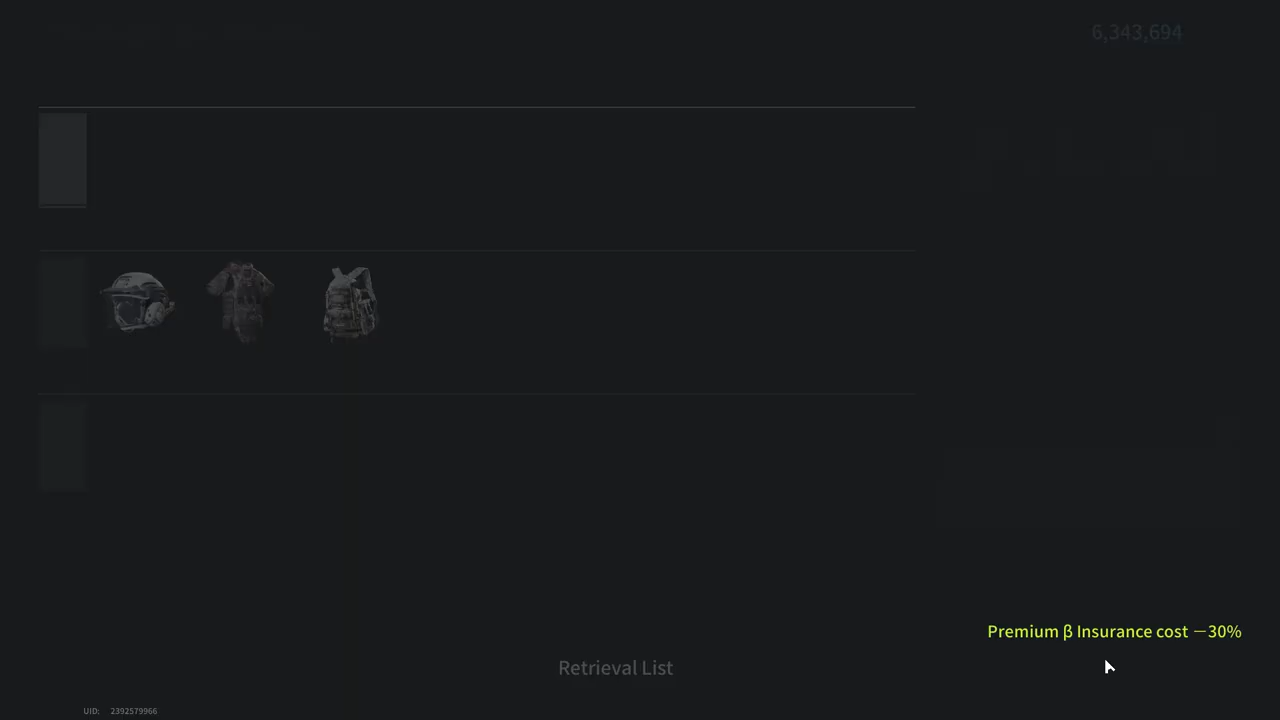 6,343,694
Premium β Insurance cost －30%
Retrieval List
UID: 2392579966